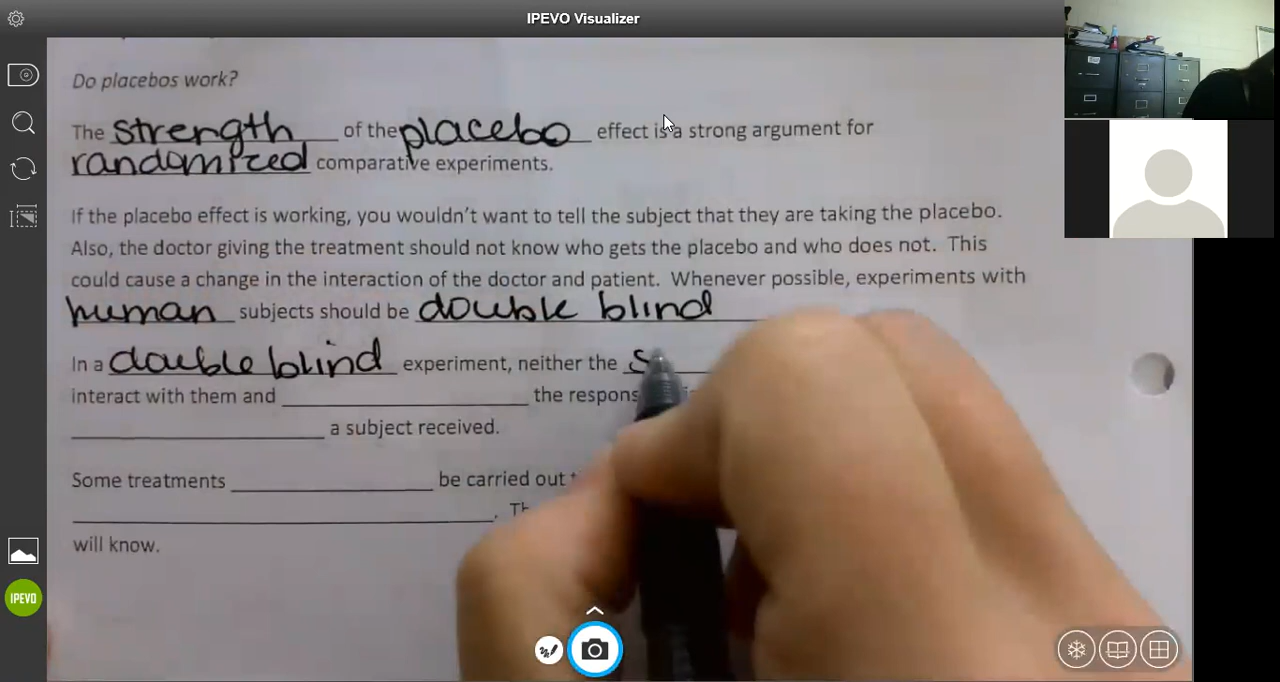 IPEVO Visualizer
Do placebos work?
The strength of the placebo effect is a strong argument for
randomized comparative experiments.
If the placebo effect is working, you wouldn't want to tell the subject that they are taking the placebo.
Also, the doctor giving the treatment should not know who gets the placebo and who does not. This
could cause a change in the interaction of the doctor and patient. Whenever possible, experiments with
human subjects should be double blind
In a double blind experiment, neither the s
interact with them and ____ the respons
____ a subject received.
Some treatments ____ be carried out
____. Th
will know.
IPEVO